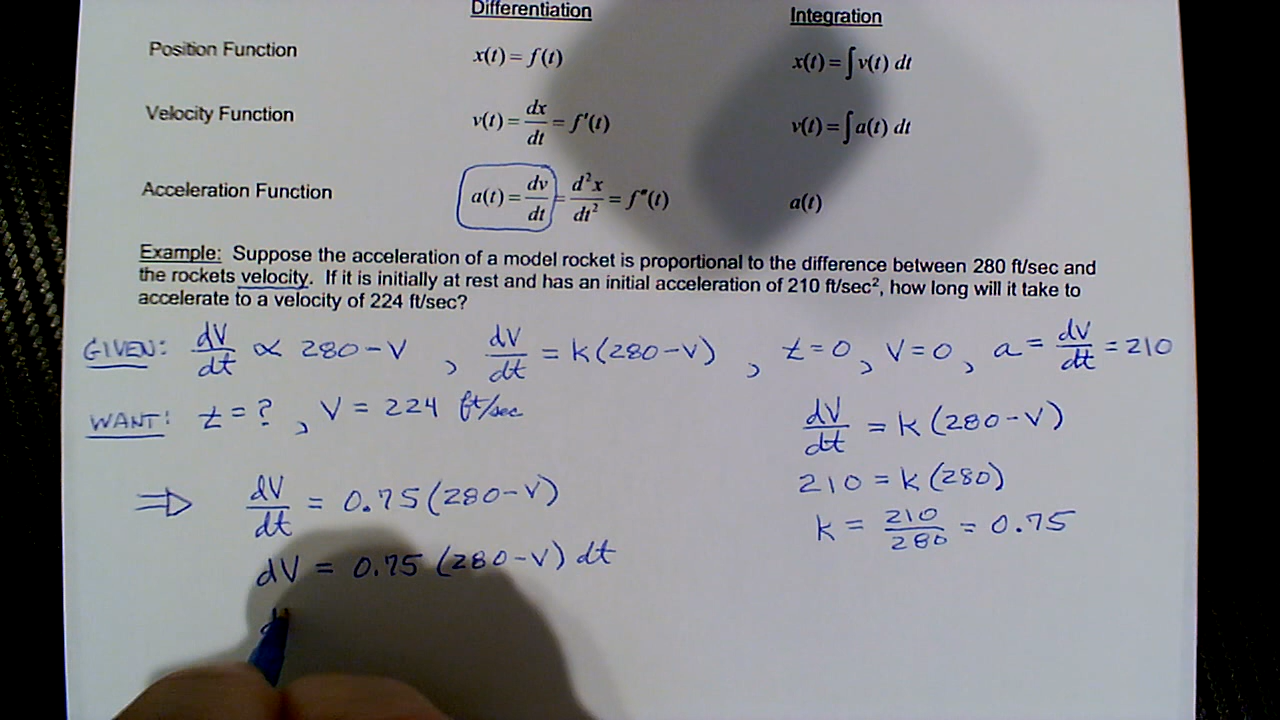 Differentiation Integration
Position Function x(t) = f(t) x(t) = ∫v(t) dt
Velocity Function v(t) = dx/dt = f'(t) v(t) = ∫a(t) dt
Acceleration Function a(t) = dv/dt = d²x/dt² = f"(t) a(t)
Example: Suppose the acceleration of a model rocket is proportional to the difference between 280 ft/sec and
the rockets velocity. If it is initially at rest and has an initial acceleration of 210 ft/sec², how long will it take to
accelerate to a velocity of 224 ft/sec?
GIVEN: dV/dt ∝ 280 - V , dV/dt = k(280 - V) , t = 0 , V = 0 , a = dV/dt = 210
WANT: t = ? , V = 224 ft/sec
dV/dt = k(280 - V)
210 = k(280)
k = 210/280 = 0.75
⇒ dV/dt = 0.75(280 - V)
dV = 0.75 (280 - V) dt